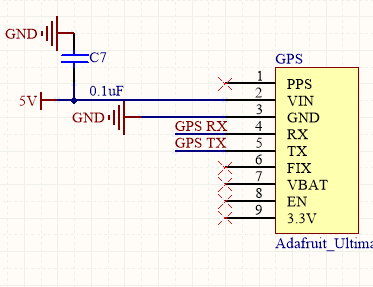 GND
C7
GPS
5V
0.1uF
GND
GPS RX
GPS TX
1 PPS
2 VIN
3 GND
4 RX
5 TX
6 FIX
7 VBAT
8 EN
9 3.3V
Adafruit_Ultima